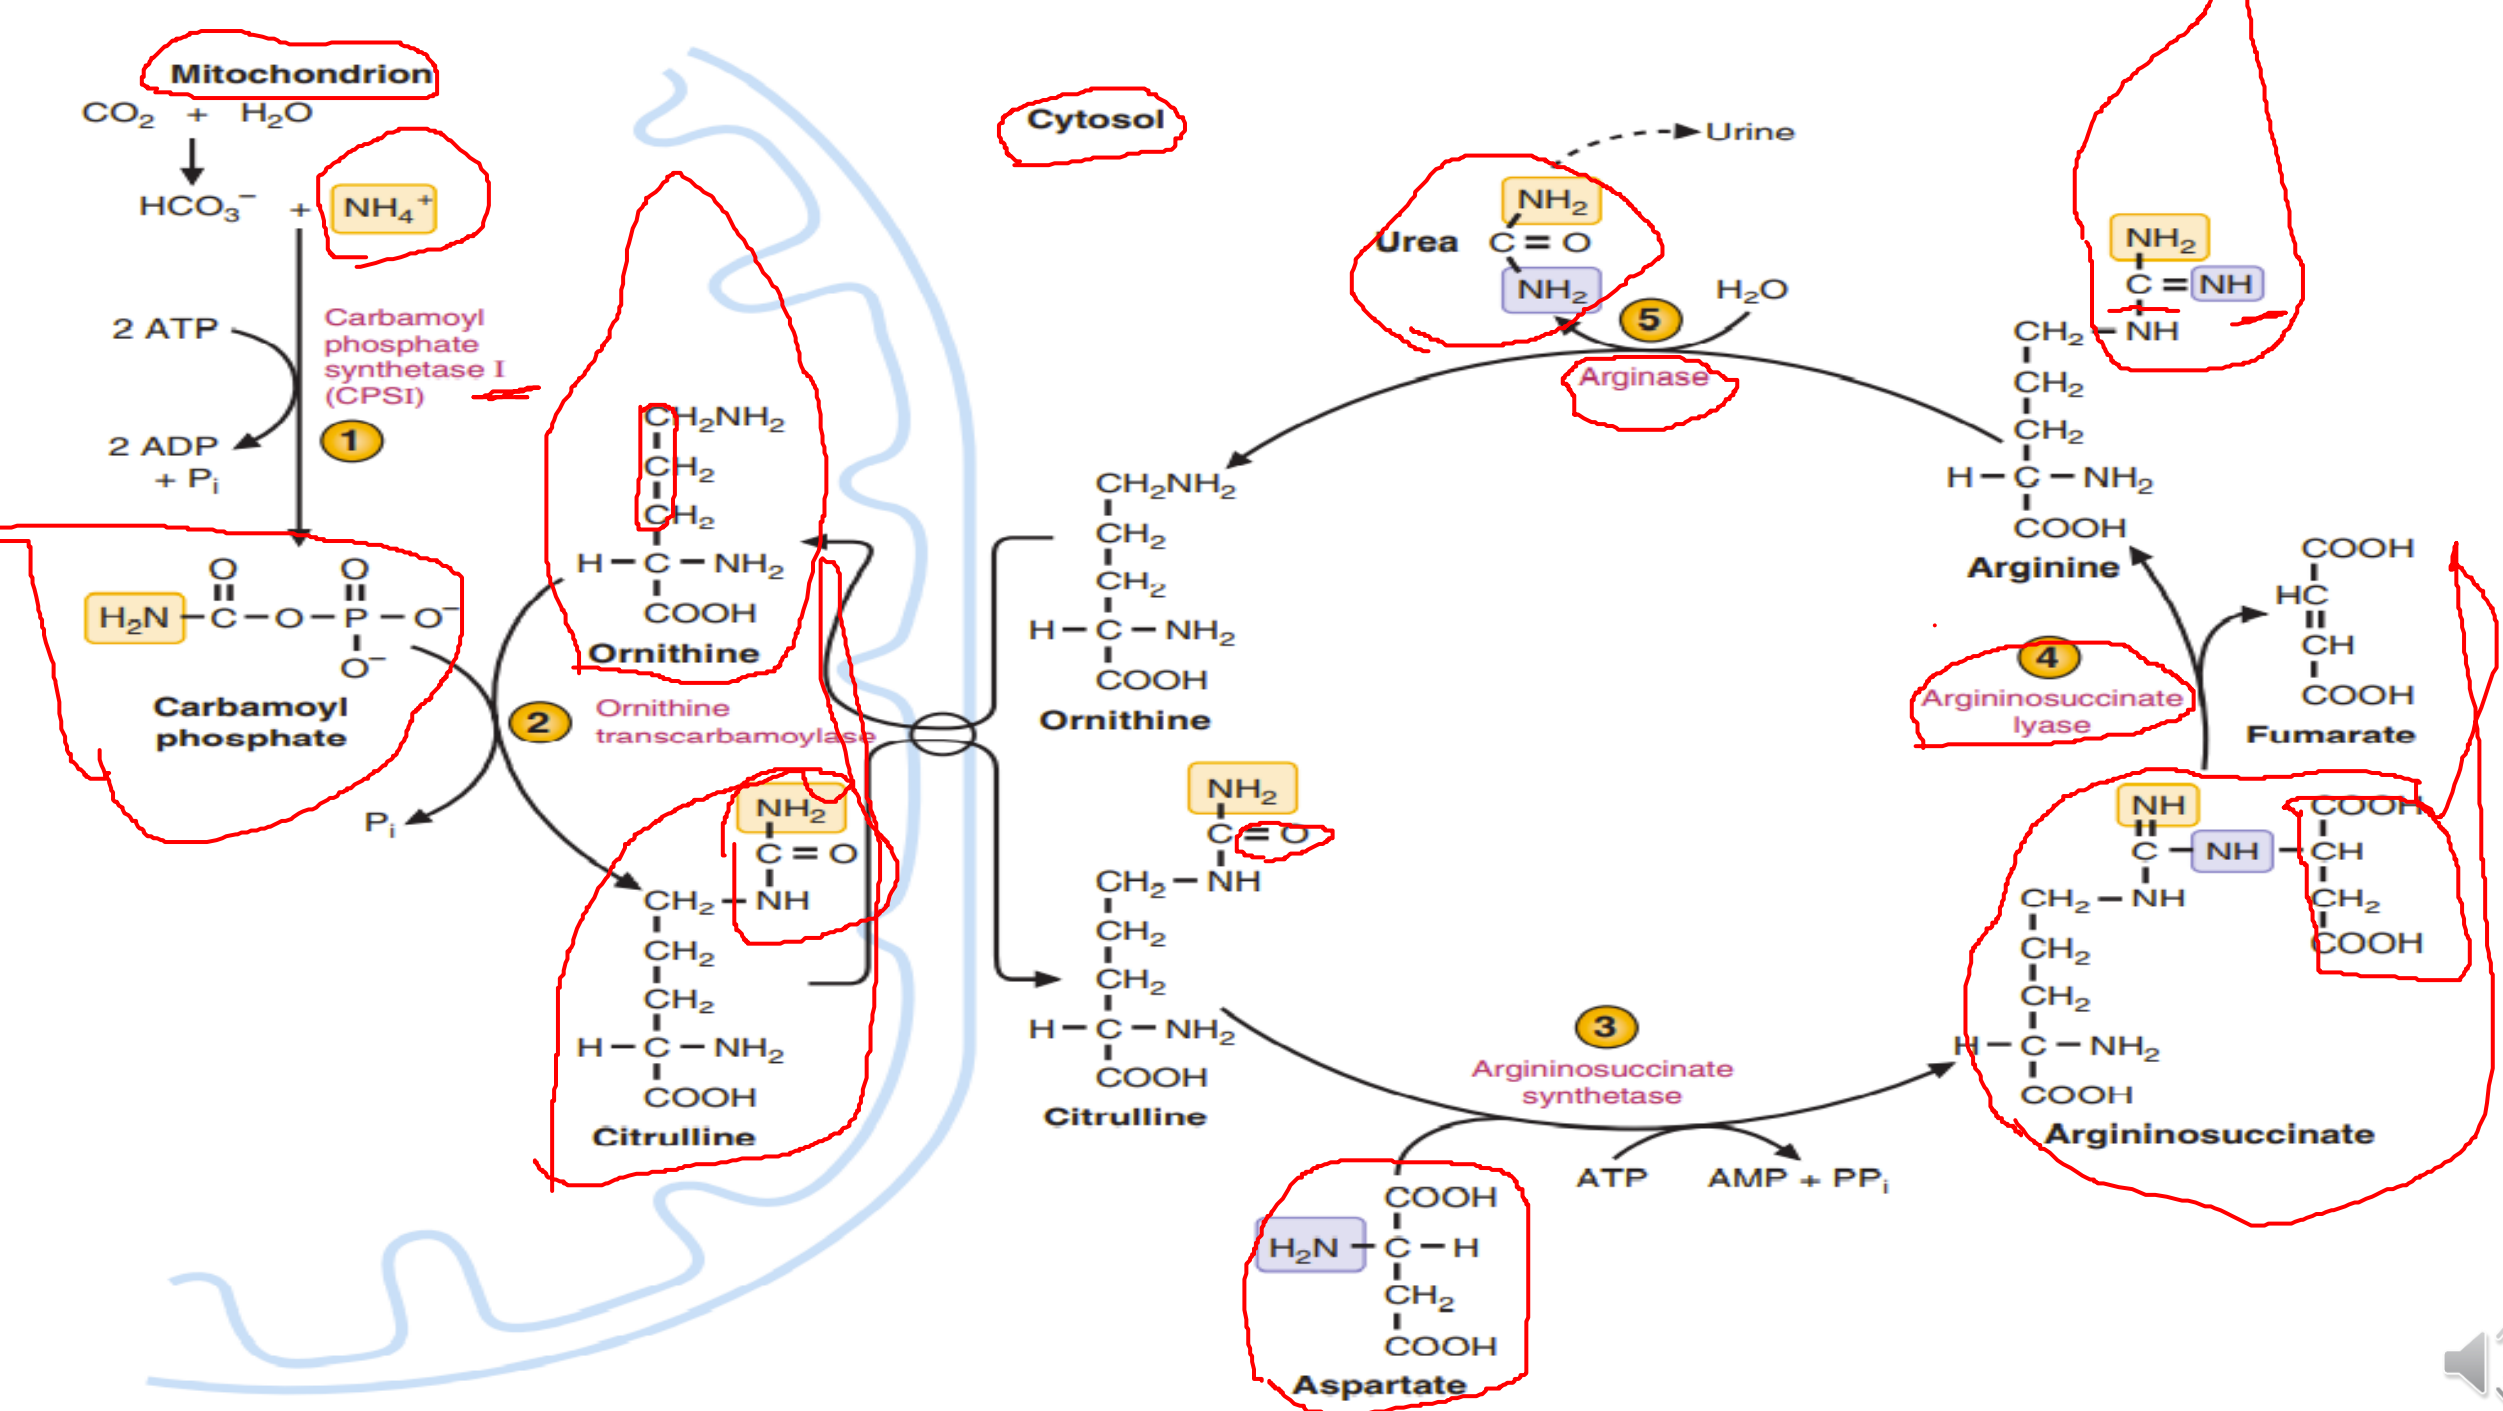 Mitochondrion
CO₂ + H₂O
HCO₃⁻ + NH₄⁺
2 ATP
Carbamoyl
phosphate
synthetase I
(CPSI)
1
2 ADP
+ Pᵢ
O O
H₂N – C – O – P – O⁻
O⁻
Carbamoyl
phosphate
CH₂NH₂
CH₂
CH₂
H – C – NH₂
COOH
Ornithine
2
Ornithine
transcarbamoylase
Pᵢ
NH₂
C = O
CH₂ – NH
CH₂
CH₂
H – C – NH₂
COOH
Citrulline
Cytosol
CH₂NH₂
CH₂
CH₂
H – C – NH₂
COOH
Ornithine
NH₂
C = O
CH₂ – NH
CH₂
CH₂
H – C – NH₂
COOH
Citrulline
3
Argininosuccinate
synthetase
ATP
AMP + PPᵢ
COOH
H₂N – C – H
CH₂
COOH
Aspartate
NH COOH
C – NH – CH
CH₂ – NH CH₂
CH₂ COOH
CH₂
H – C – NH₂
COOH
Argininosuccinate
4
Argininosuccinate
lyase
COOH
HC
CH
COOH
Fumarate
NH₂
C = NH
CH₂ – NH
CH₂
CH₂
H – C – NH₂
COOH
Arginine
5
H₂O
Arginase
NH₂
Urea C = O
NH₂
Urine